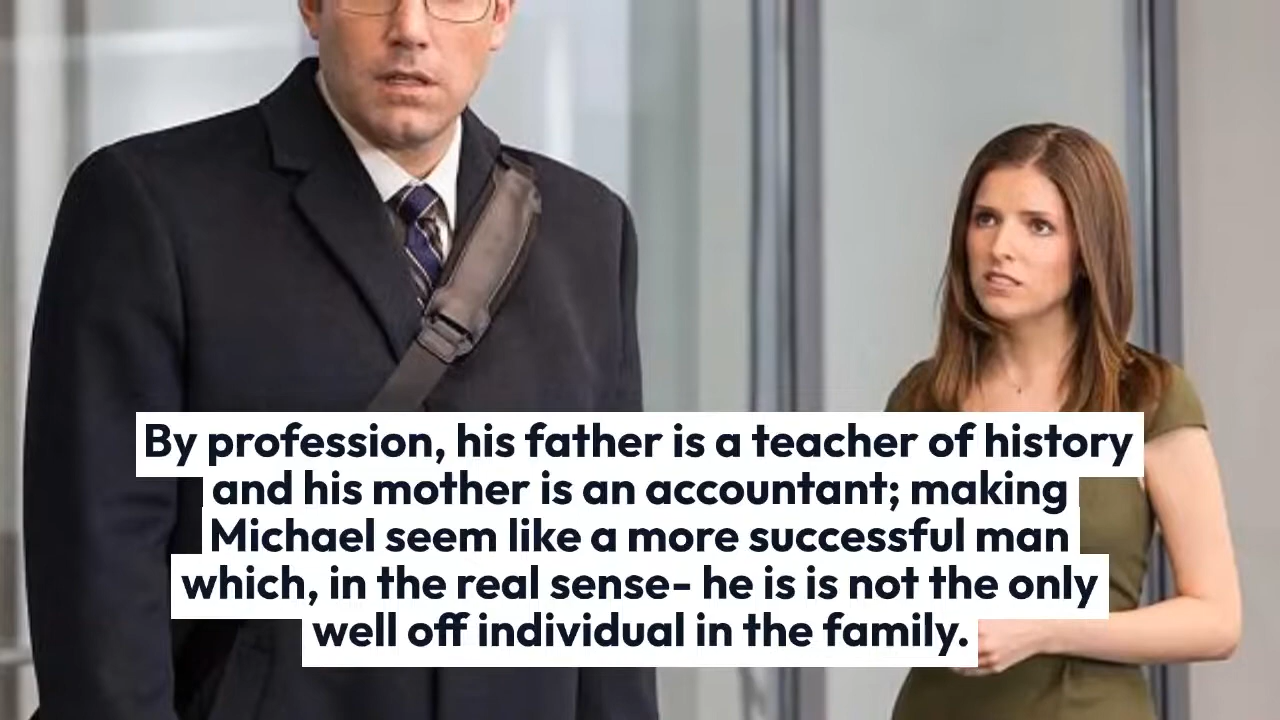 By profession, his father is a teacher of history
and his mother is an accountant; making
Michael seem like a more successful man
which, in the real sense- he is is not the only
well off individual in the family.